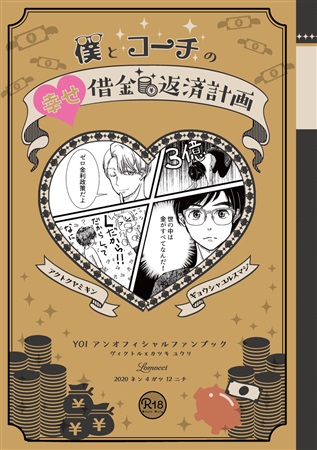 僕とコーチの
幸せ
借金返済計画
ゼロ金利政策だよ
3億
世の中は
金がすべてなんだ!
アクトクヤミキン
ギョウシャユルスマジ
YOI アンオフィシャルファンブック
ヴィクトル×カツキ ユウリ
Lamucci
2020 ネン 4 ガツ 12 ニチ
R18